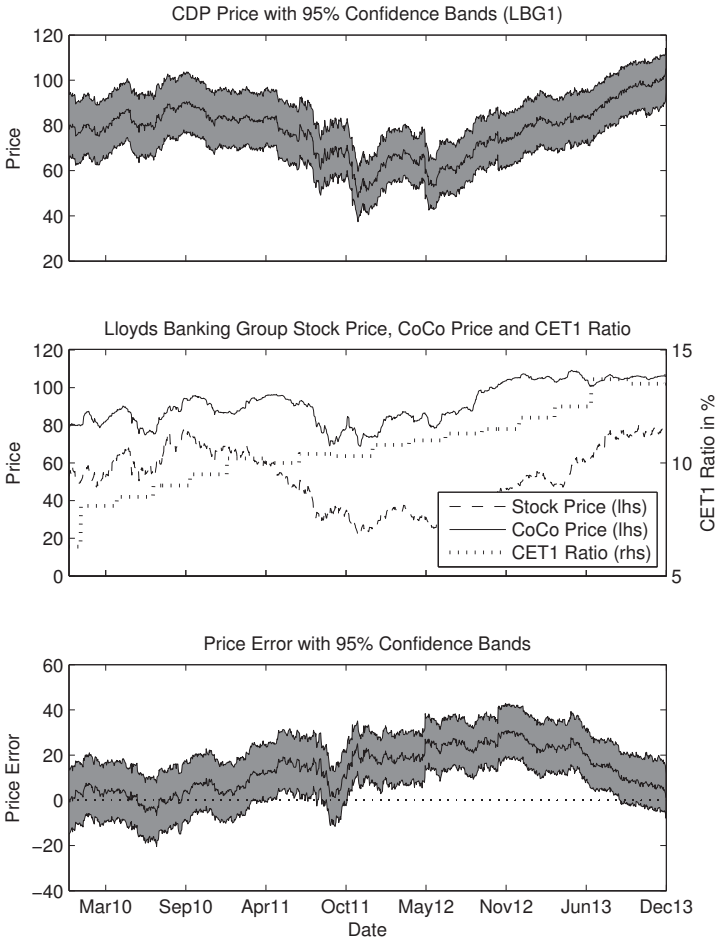 CDP Price with 95% Confidence Bands (LBG1)
120
100
80
60
40
20
Price
Lloyds Banking Group Stock Price, CoCo Price and CET1 Ratio
120
100
80
60
40
20
0
Price
15
10
5
CET1 Ratio in %
Stock Price (lhs)
CoCo Price (lhs)
CET1 Ratio (rhs)
Price Error with 95% Confidence Bands
60
40
20
0
−20
−40
Price Error
Mar10 Sep10 Apr11 Oct11 May12 Nov12 Jun13 Dec13
Date